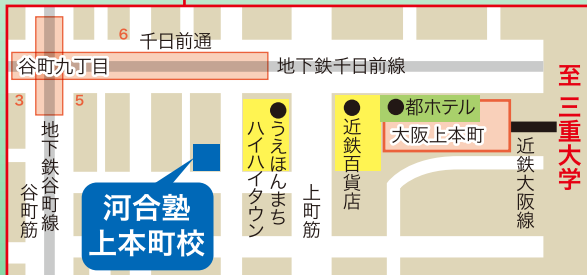 6
千日前通
谷町九丁目
地下鉄千日前線
3
5
地下鉄谷町線
谷町筋
河合塾
上本町校
うえほんまち
ハイハイタウン
上町筋
近鉄百貨店
都ホテル
大阪上本町
近鉄大阪線
至 三重大学